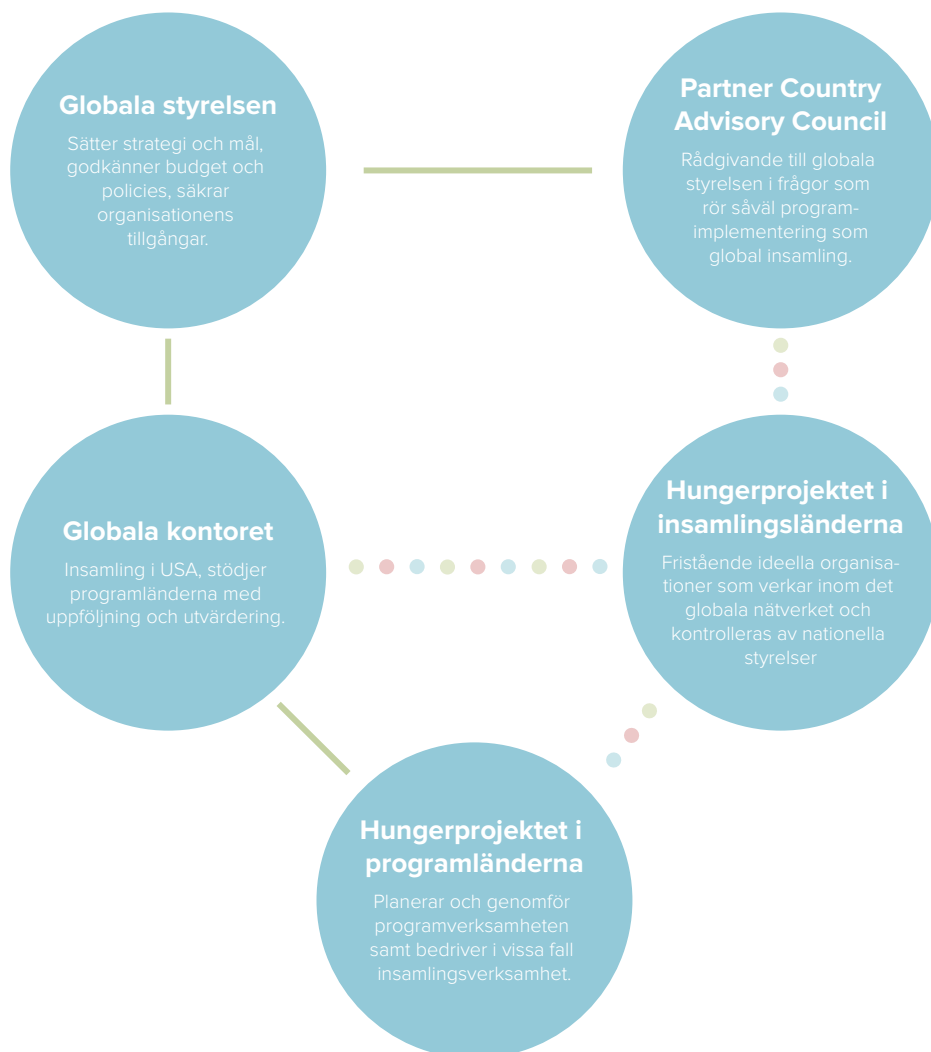 Globala styrelsen
Sätter strategi och mål,
godkänner budget och
policies, säkrar
organisationens
tillgångar.
Partner Country
Advisory Council
Rådgivande till globala
styrelsen i frågor som
rör såväl program-
implementering som
global insamling.
Globala kontoret
Insamling i USA, stödjer
programländerna med
uppföljning och utvärdering.
Hungerprojektet i
insamlingsländerna
Fristående ideella organisa-
tioner som verkar inom det
globala nätverket och
kontrolleras av nationella
styrelser
Hungerprojektet i
programländerna
Planerar och genomför
programverksamheten
samt bedriver i vissa fall
insamlingsverksamhet.